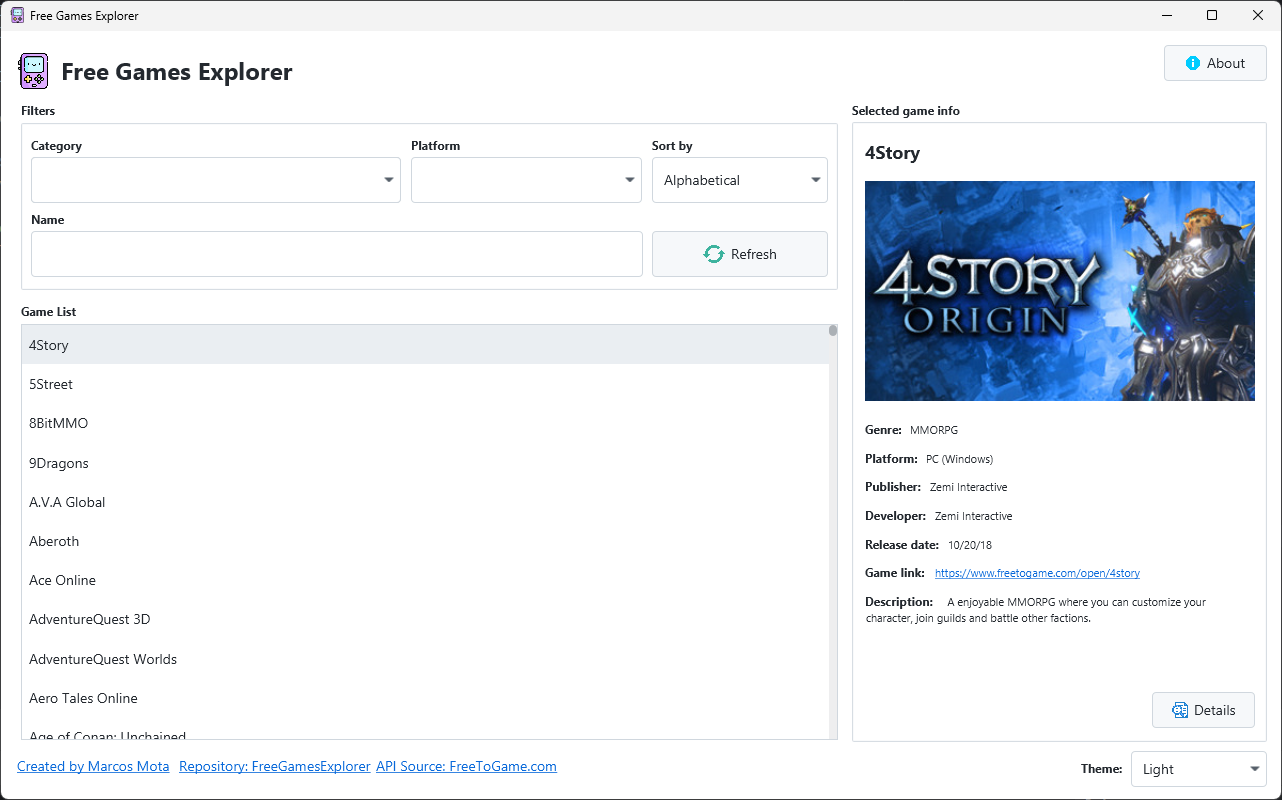 Free Games Explorer
Free Games Explorer
About
Filters
Category
Platform
Sort by
Alphabetical
Name
Refresh
Game List
4Story
5Street
8BitMMO
9Dragons
A.V.A Global
Aberoth
Ace Online
AdventureQuest 3D
AdventureQuest Worlds
Aero Tales Online
Age of Conan: Unchained
Selected game info
4Story
4STORY
ORIGIN
Genre: MMORPG
Platform: PC (Windows)
Publisher: Zemi Interactive
Developer: Zemi Interactive
Release date: 10/20/18
Game link: https://www.freetogame.com/open/4story
Description: A enjoyable MMORPG where you can customize your
character, join guilds and battle other factions.
Details
Created by Marcos Mota Repository: FreeGamesExplorer API Source: FreeToGame.com
Theme: Light